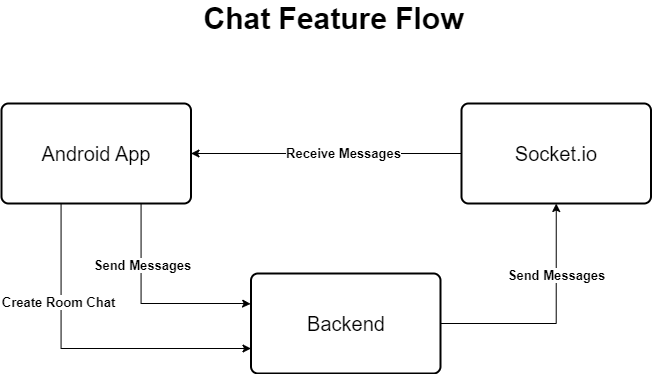 Chat Feature Flow
Android App
Receive Messages
Socket.io
Send Messages
Send Messages
Create Room Chat
Backend